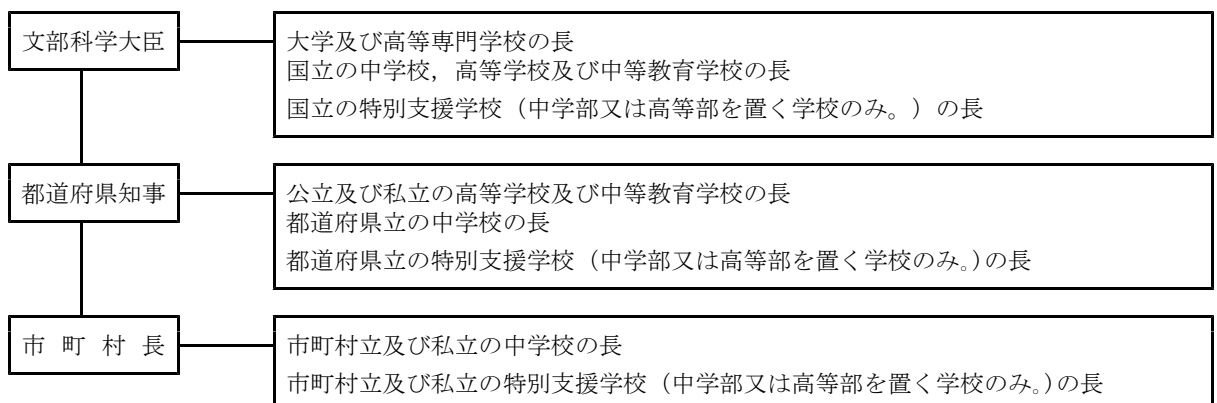 文部科学大臣
大学及び高等専門学校の長
国立の中学校，高等学校及び中等教育学校の長
国立の特別支援学校（中学部又は高等部を置く学校のみ。）の長
都道府県知事
公立及び私立の高等学校及び中等教育学校の長
都道府県立の中学校の長
都道府県立の特別支援学校（中学部又は高等部を置く学校のみ。）の長
市町村長
市町村立及び私立の中学校の長
市町村立及び私立の特別支援学校（中学部又は高等部を置く学校のみ。）の長